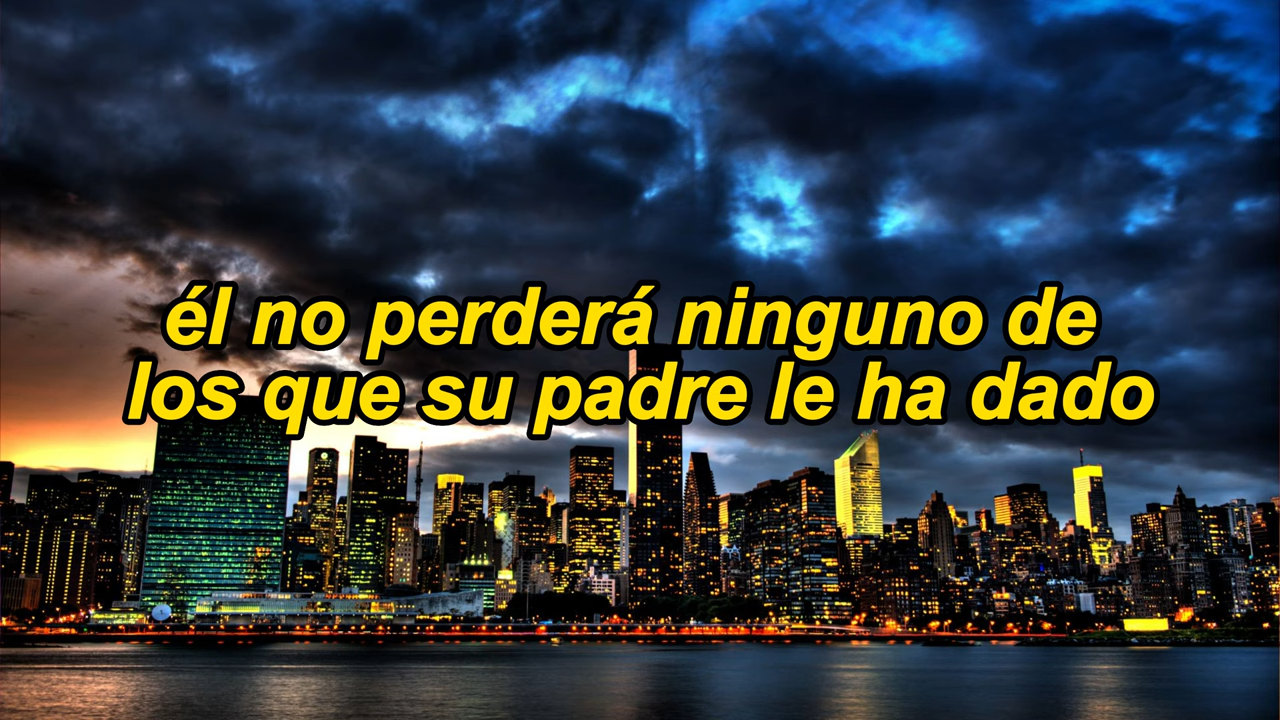 él no perderá ninguno de
los que su padre le ha dado